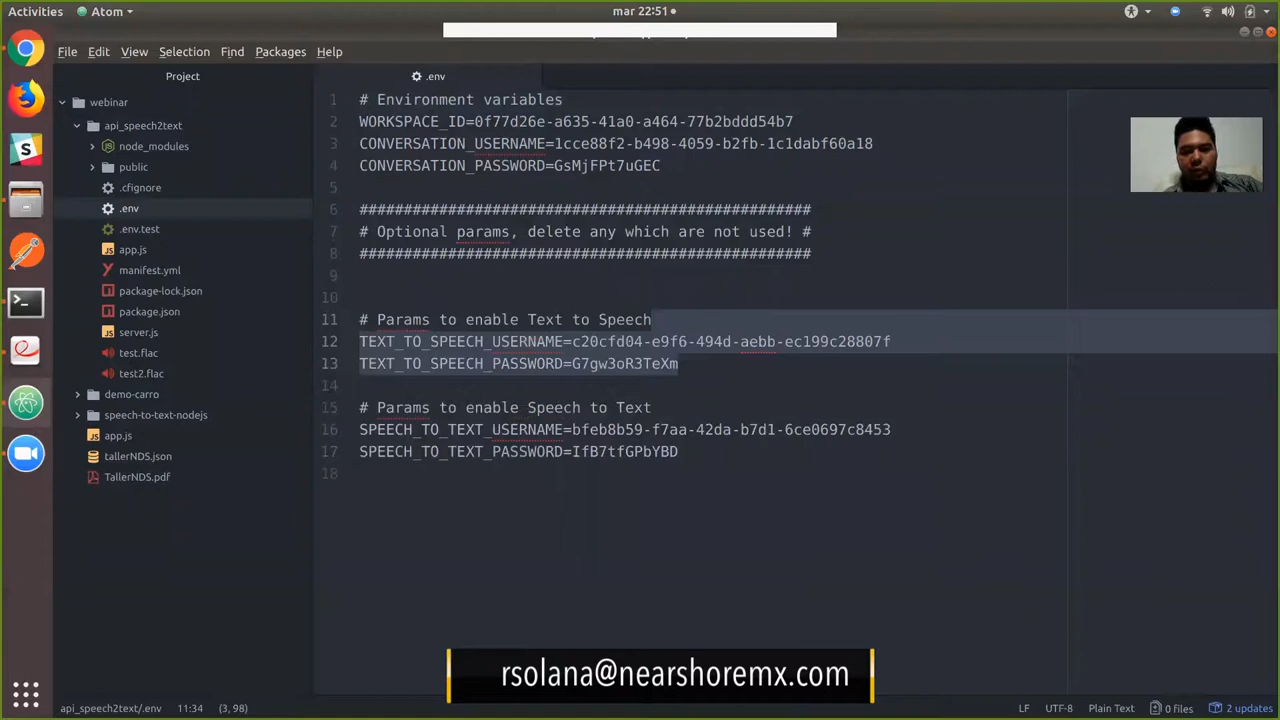 Activities
Atom
mar 22:51
File Edit View Selection Find Packages Help
Project
.env
webinar
api_speech2text
node_modules
public
.cfignore
.env
.env.test
app.js
manifest.yml
package-lock.json
package.json
server.js
test.flac
test2.flac
demo-carro
speech-to-text-nodejs
app.js
tallerNDS.json
TallerNDS.pdf
1 # Environment variables
2 WORKSPACE_ID=0f77d26e-a635-41a0-a464-77b2bddd54b7
3 CONVERSATION_USERNAME=1cce88f2-b498-4059-b2fb-1c1dabf60a18
4 CONVERSATION_PASSWORD=GsMjFPt7uGEC
5
6 ###################################################
7 # Optional params, delete any which are not used! #
8 ###################################################
9
10
11 # Params to enable Text to Speech
12 TEXT_TO_SPEECH_USERNAME=c20cfd04-e9f6-494d-aebb-ec199c28807f
13 TEXT_TO_SPEECH_PASSWORD=G7gw3oR3TeXm
14
15 # Params to enable Speech to Text
16 SPEECH_TO_TEXT_USERNAME=bfeb8b59-f7aa-42da-b7d1-6ce0697c8453
17 SPEECH_TO_TEXT_PASSWORD=IfB7tfGPbYBD
18
rsolana@nearshoremx.com
api_speech2text/.env 11:34 (3, 98) LF UTF-8 Plain Text 0 files 2 updates